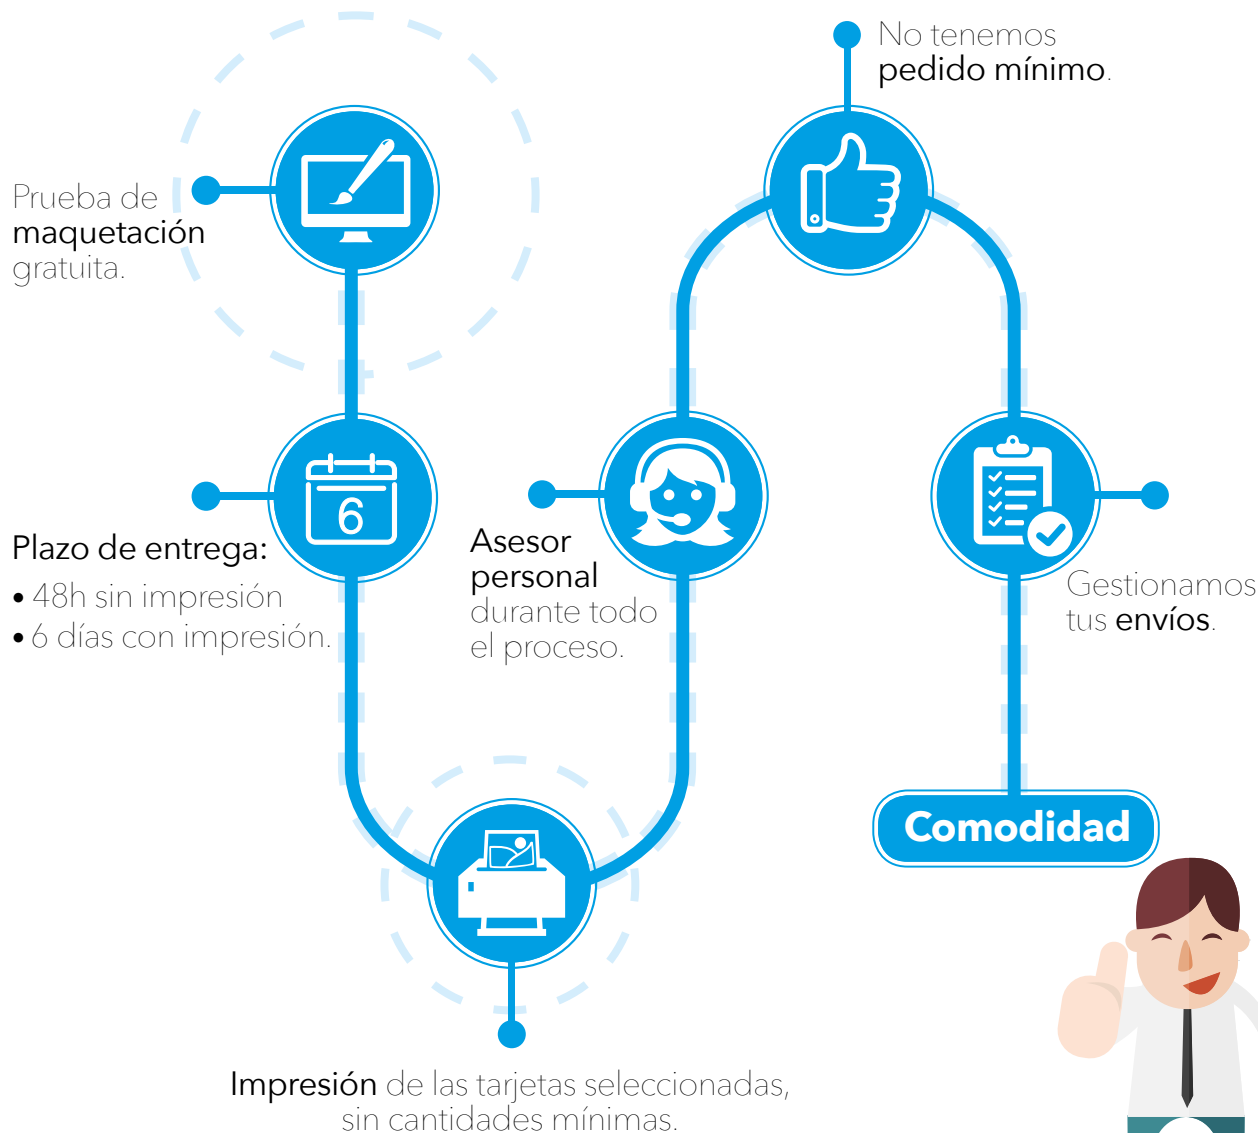 Prueba de
maquetación
gratuita.
6
Plazo de entrega:
• 48h sin impresión
• 6 días con impresión.
Impresión de las tarjetas seleccionadas,
sin cantidades mínimas.
Asesor
personal
durante todo
el proceso.
No tenemos
pedido mínimo.
Gestionamos
tus envíos.
Comodidad